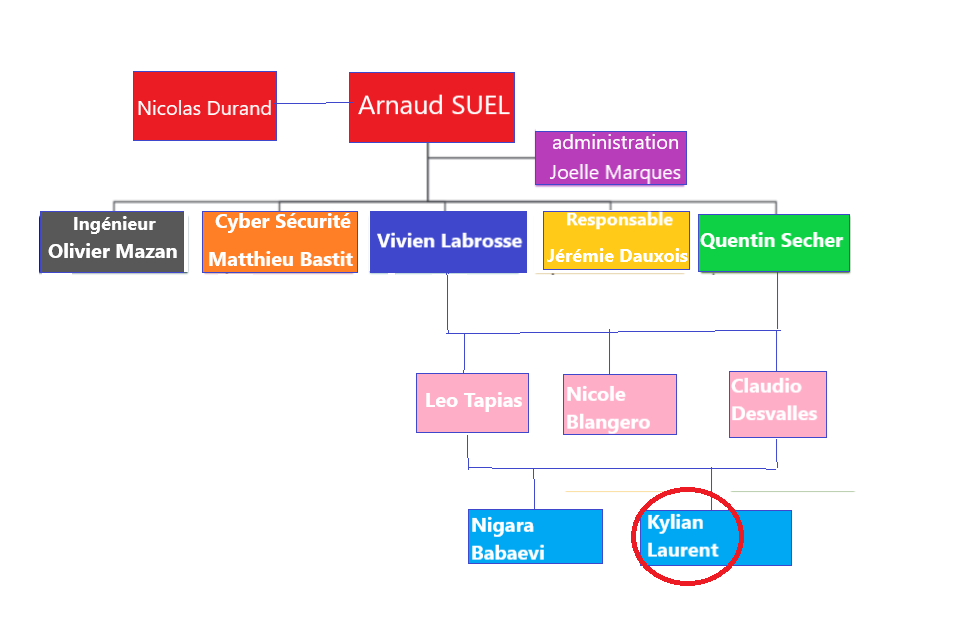 Nicolas Durand
Arnaud SUEL
administration
Joelle Marques
Ingénieur
Olivier Mazan
Cyber Sécurité
Matthieu Bastit
Vivien Labrosse
Responsable
Jérémie Dauxois
Quentin Secher
Leo Tapias
Nicole
Blangero
Claudio
Desvalles
Nigara
Babaevi
Kylian
Laurent